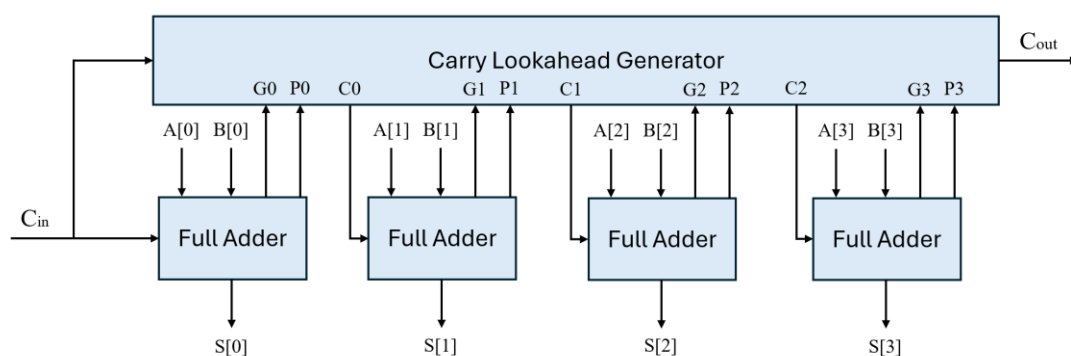 Carry Lookahead Generator
Cout
G0 P0 C0 G1 P1 C1 G2 P2 C2 G3 P3
A[0] B[0] A[1] B[1] A[2] B[2] A[3] B[3]
Cin
Full Adder Full Adder Full Adder Full Adder
S[0] S[1] S[2] S[3]